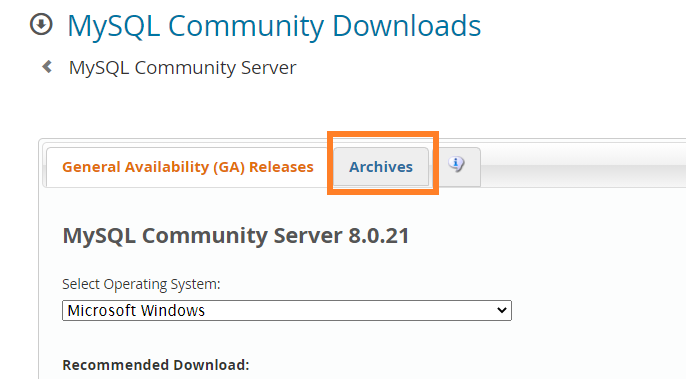 MySQL Community Downloads
MySQL Community Server
General Availability (GA) Releases
Archives
MySQL Community Server 8.0.21
Select Operating System:
Microsoft Windows
Recommended Download: